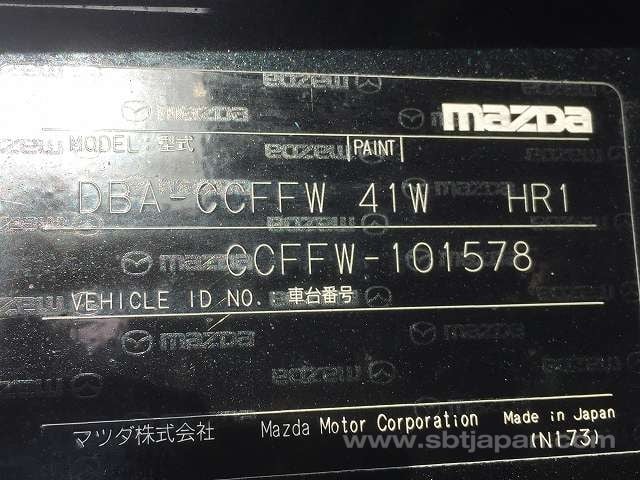 mazda
MODEL: 型式 PAINT
DBA-CCFFW 41W HR1
CCFFW-101578
VEHICLE ID NO.: 車台番号
マツダ株式会社 Mazda Motor Corporation Made in Japan
www.sbtjapan.com (N173)